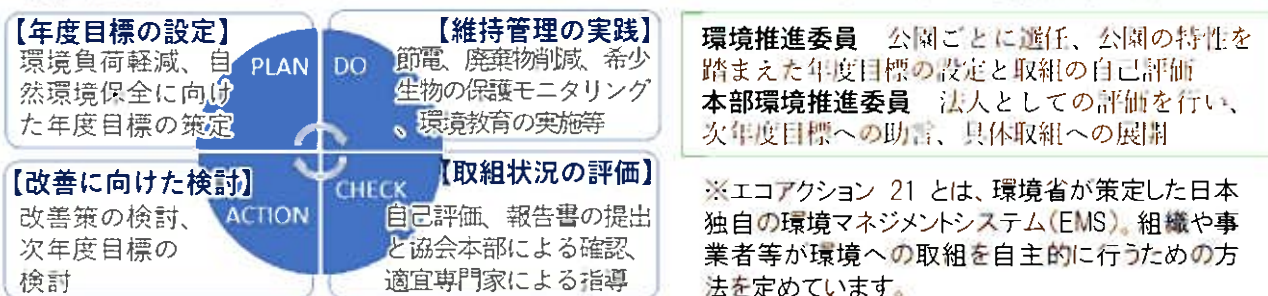 【年度目標の設定】
環境負荷軽減、自
然環境保全に向け
た年度目標の策定
PLAN
DO
【維持管理の実践】
節電、廃棄物削減、希少
生物の保護モニタリング
、環境教育の実施等
【改善に向けた検討】
改善策の検討、
次年度目標の
検討
ACTION
CHECK
【取組状況の評価】
自己評価、報告書の提出
と協会本部による確認、
適宜専門家による指導
環境推進委員 公園ごとに選任、公園の特性を
踏まえた年度目標の設定と取組の自己評価
本部環境推進委員 法人としての評価を行い、
次年度目標への助言、具体取組への展開
※エコアクション 21 とは、環境省が策定した日本
独自の環境マネジメントシステム(EMS)。組織や事
業者等が環境への取組を自主的に行うための方
法を定めています。